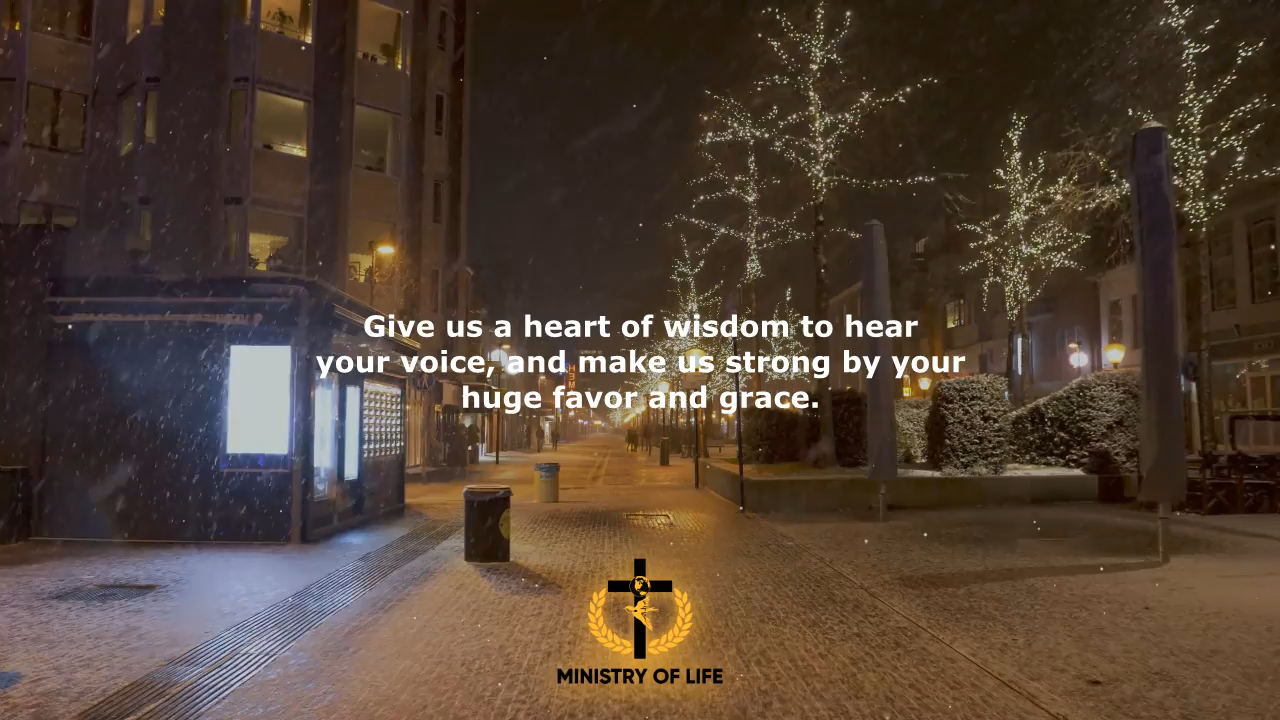 Give us a heart of wisdom to hear
your voice, and make us strong by your
huge favor and grace.
MINISTRY OF LIFE